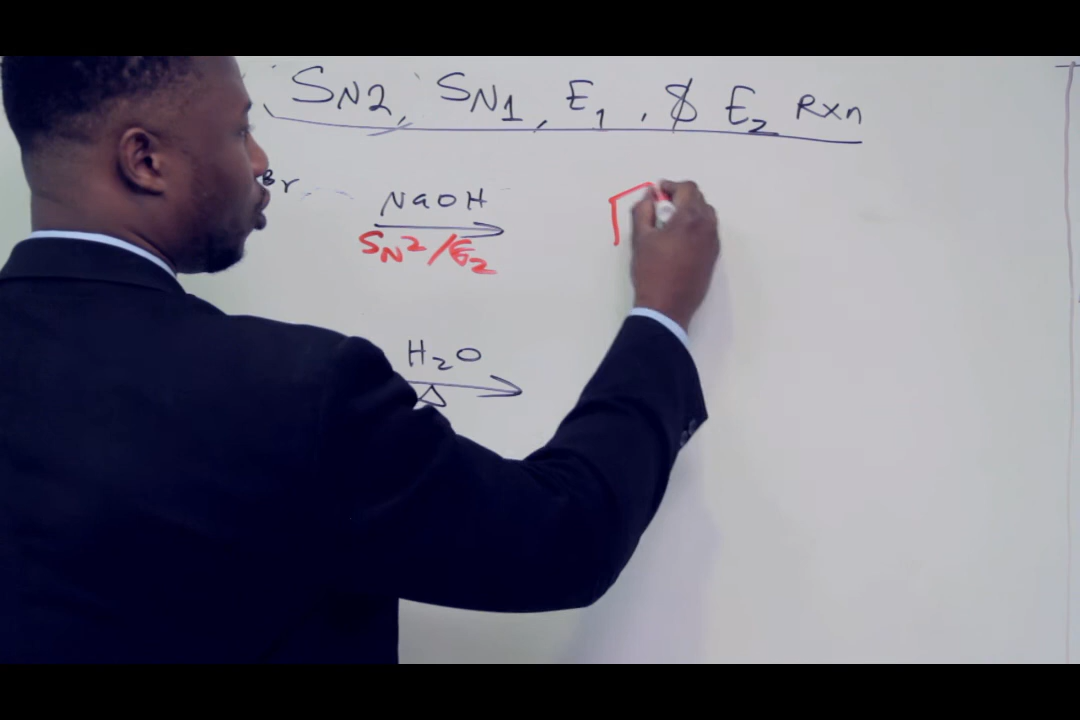 SN2, SN1, E1, & E2 Rxn
Br NaOH
SN2/E2
H2O
Δ